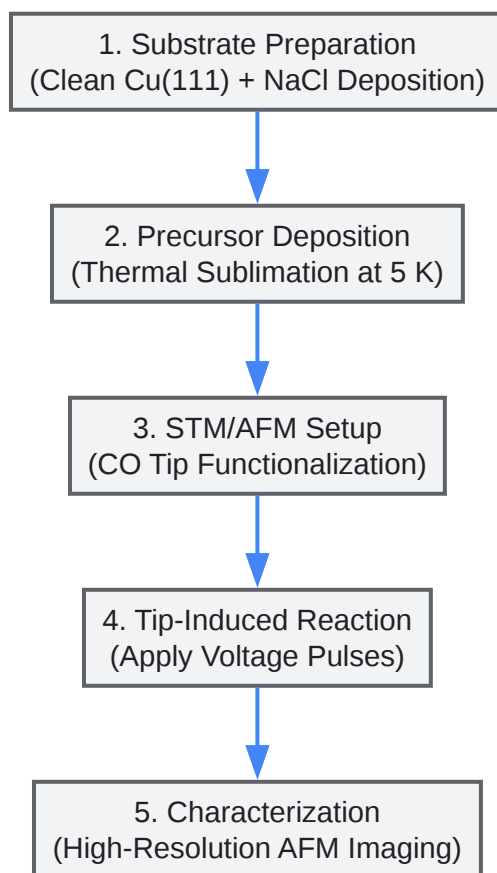 1. Substrate Preparation
(Clean Cu(111) + NaCl Deposition)
2. Precursor Deposition
(Thermal Sublimation at 5 K)
3. STM/AFM Setup
(CO Tip Functionalization)
4. Tip-Induced Reaction
(Apply Voltage Pulses)
5. Characterization
(High-Resolution AFM Imaging)